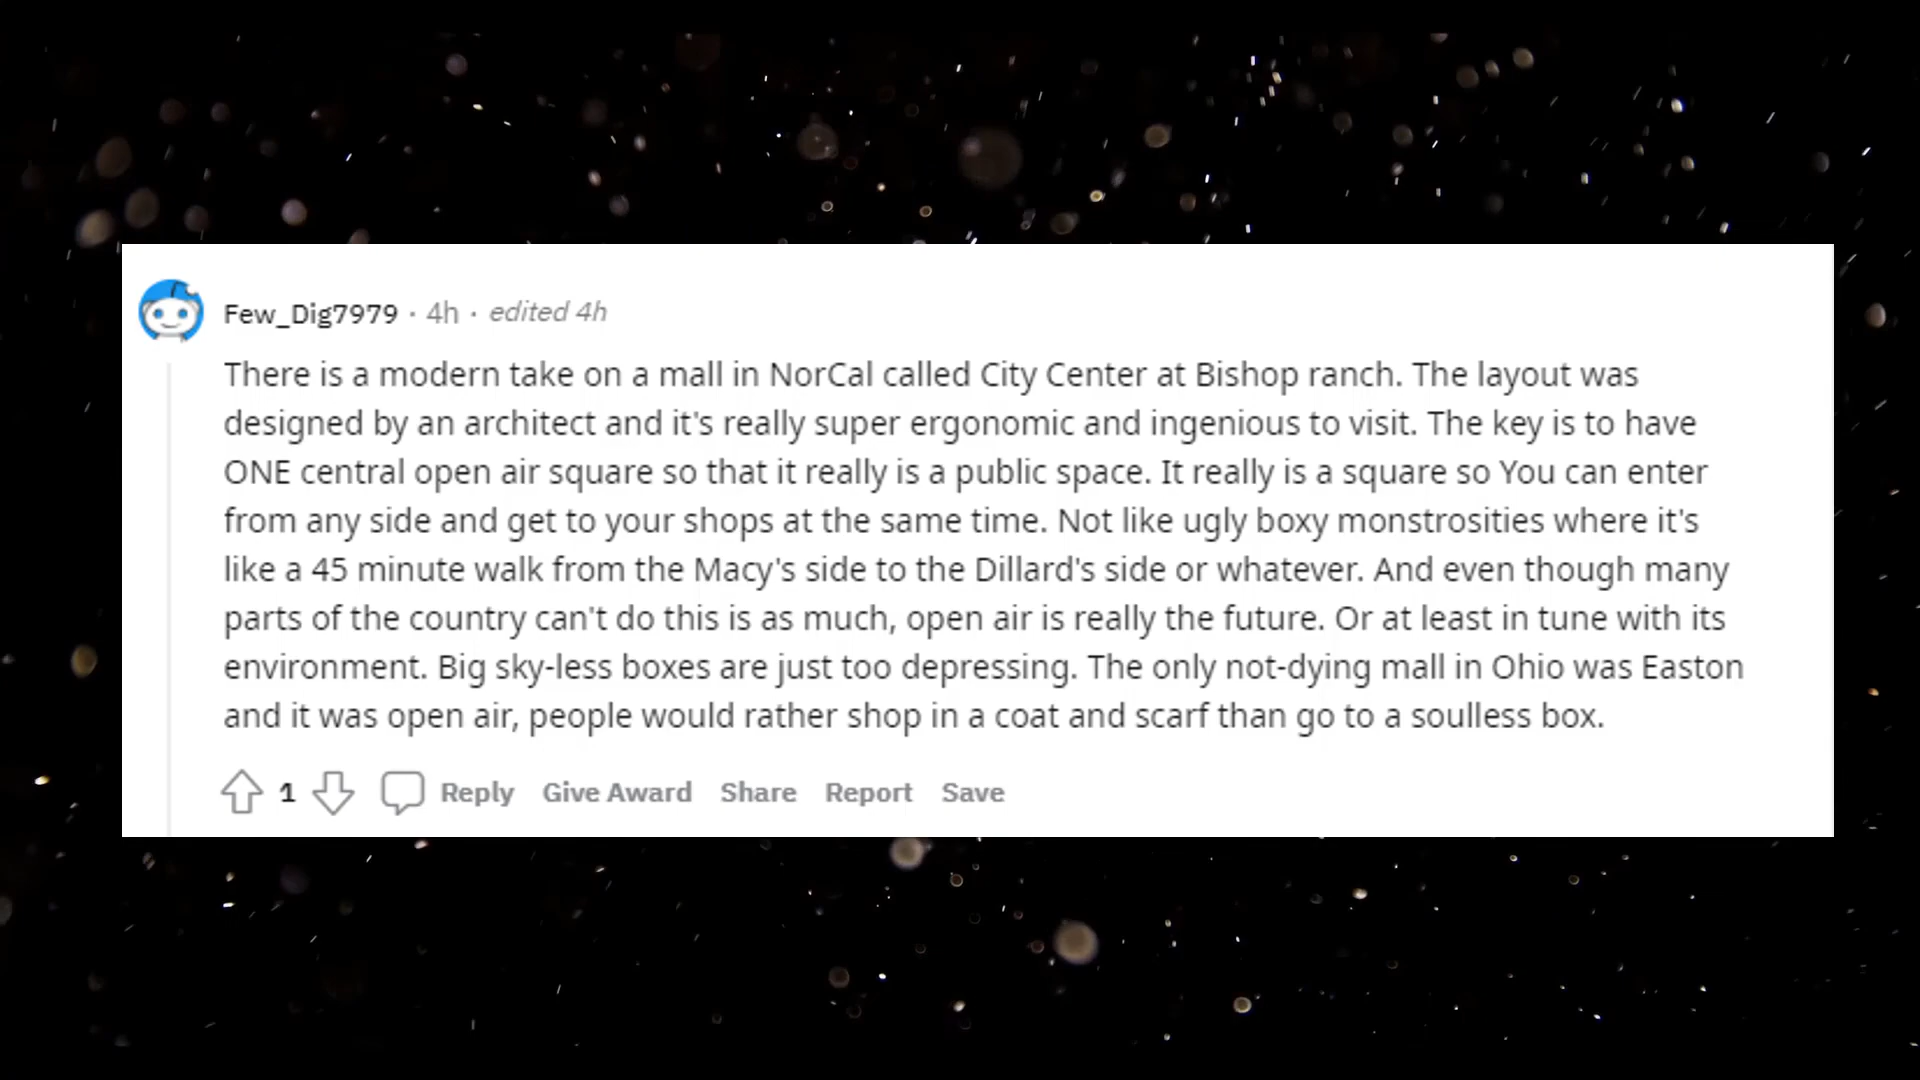 Few_Dig7979 · 4h · edited 4h
There is a modern take on a mall in NorCal called City Center at Bishop ranch. The layout was
designed by an architect and it's really super ergonomic and ingenious to visit. The key is to have
ONE central open air square so that it really is a public space. It really is a square so You can enter
from any side and get to your shops at the same time. Not like ugly boxy monstrosities where it's
like a 45 minute walk from the Macy's side to the Dillard's side or whatever. And even though many
parts of the country can't do this is as much, open air is really the future. Or at least in tune with its
environment. Big sky-less boxes are just too depressing. The only not-dying mall in Ohio was Easton
and it was open air, people would rather shop in a coat and scarf than go to a soulless box.
1 Reply Give Award Share Report Save